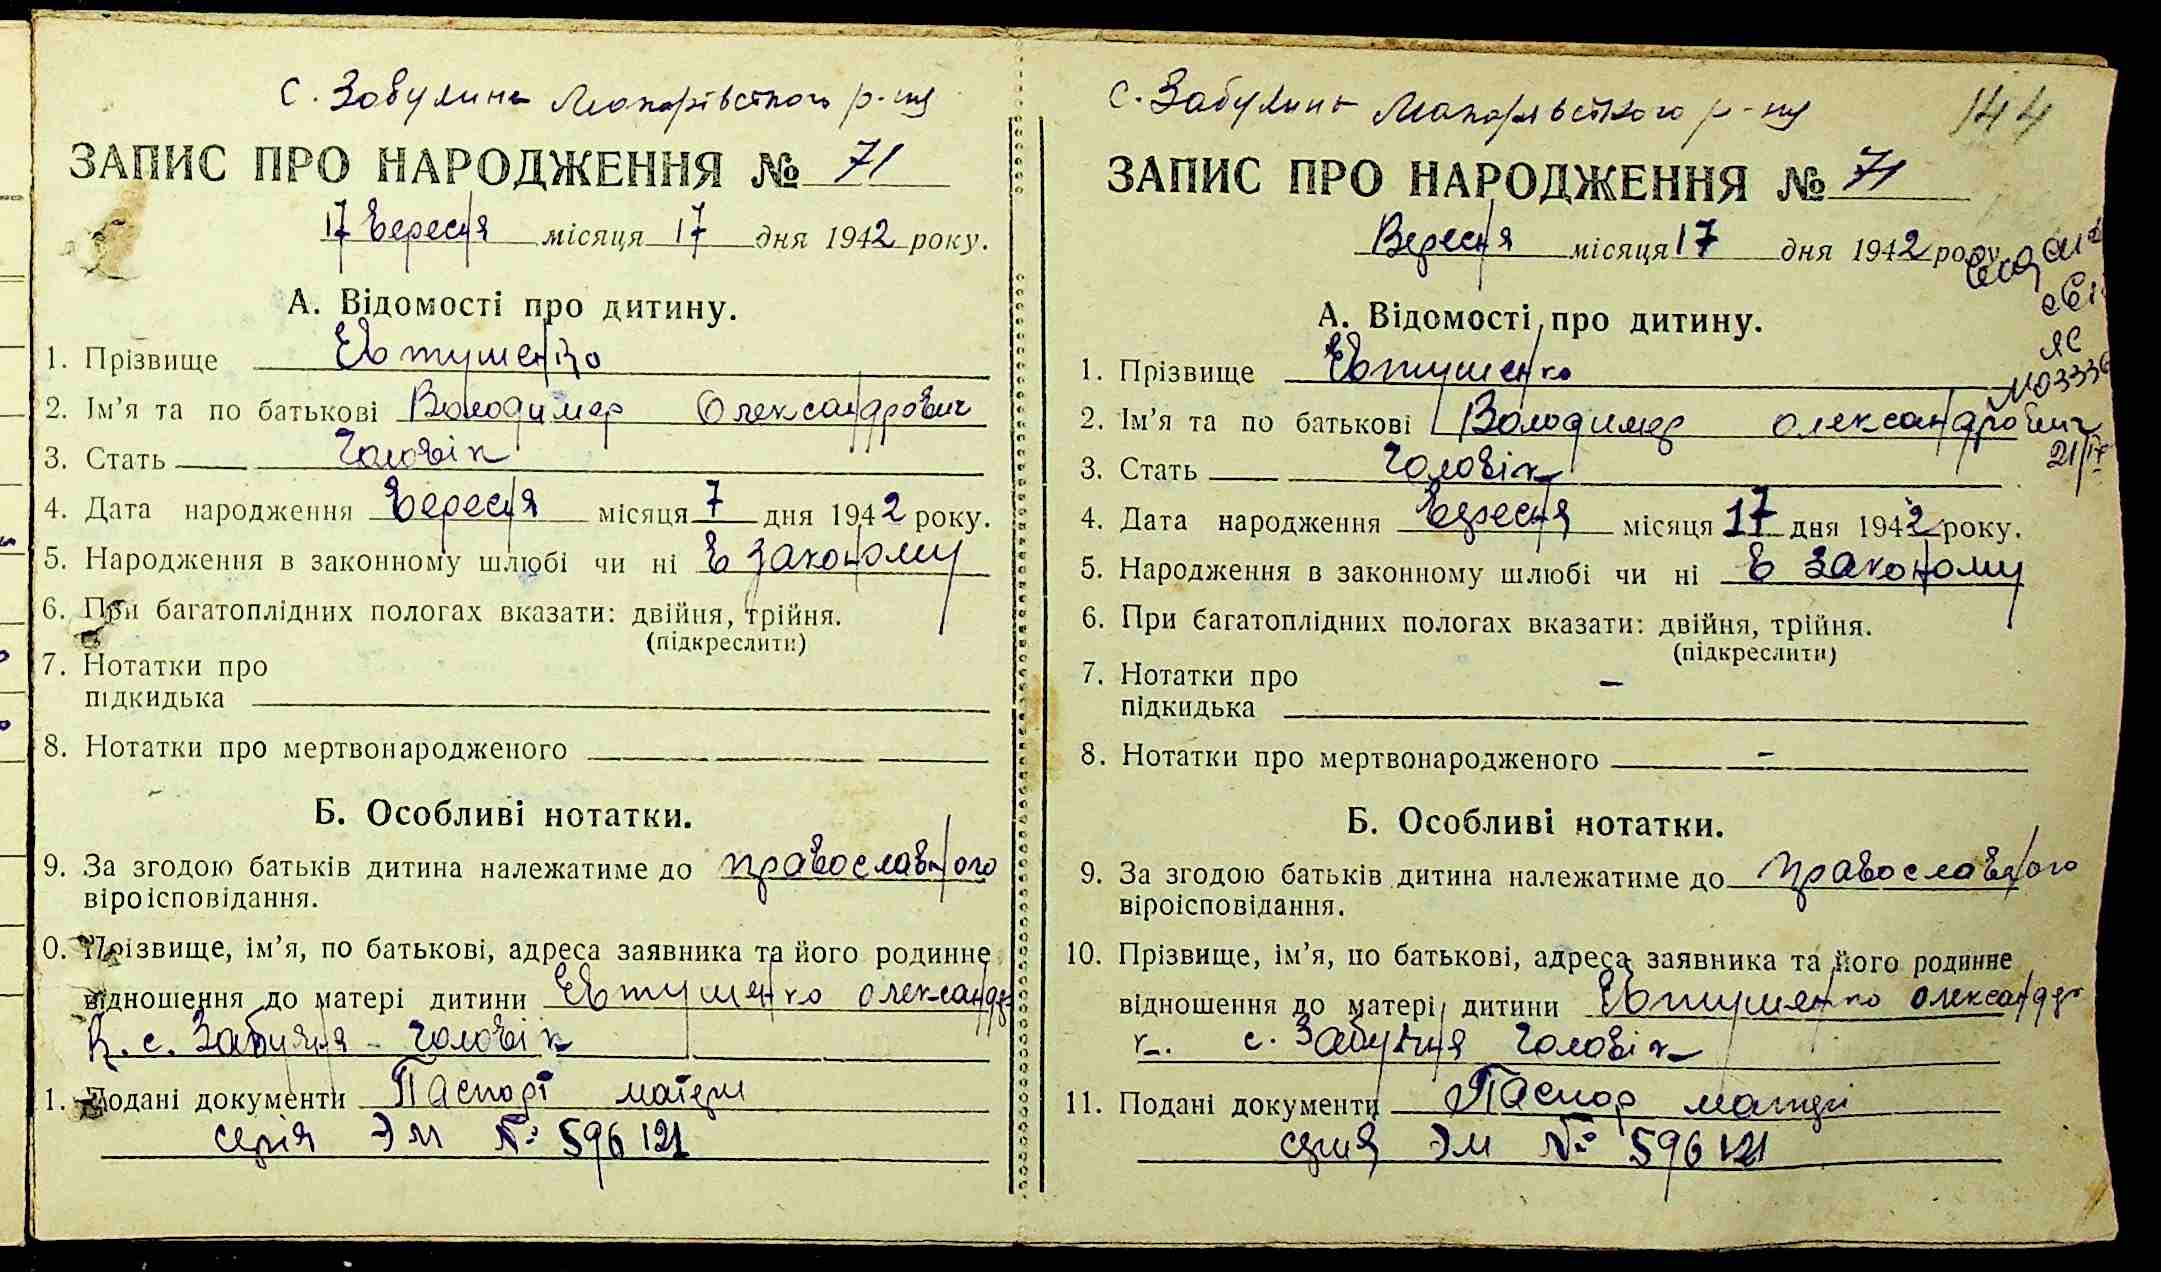 с. Забулинь Макарівського р-ну
ЗАПИС ПРО НАРОДЖЕННЯ № 71
17 Вересня місяця 17 дня 1942 року.
А. Відомості про дитину.
1. Прізвище Євтушенко
2. Ім'я та по батькові Володимер Олександрович
3. Стать Чоловік
4. Дата народження Вересня місяця 7 дня 1942 року.
5. Народження в законному шлюбі чи ні в законому
6. При багатоплідних пологах вказати: двійня, трійня.
(підкреслити)
7. Нотатки про
підкидька
8. Нотатки про мертвонародженого
Б. Особливі нотатки.
9. За згодою батьків дитина належатиме до православного
віроісповідання.
0. Прізвище, ім'я, по батькові, адреса заявника та його родинне
відношення до матері дитини Євтушенко Олександр
К. с. - Чоловік
1. Подані документи Паспорт матери
серія ЭМ № 596121
с. Забулинь Макарівського р-ну 144
ЗАПИС ПРО НАРОДЖЕННЯ № 71
Вересня місяця 17 дня 1942 року
А. Відомості про дитину.
1. Прізвище Євтушенко
2. Ім'я та по батькові Володимер Олександрович
3. Стать Чоловік
4. Дата народження Вересня місяця 17 дня 1942 року.
5. Народження в законному шлюбі чи ні в законому
6. При багатоплідних пологах вказати: двійня, трійня.
(підкреслити)
7. Нотатки про
підкидька –
8. Нотатки про мертвонародженого –
Б. Особливі нотатки.
9. За згодою батьків дитина належатиме до православного
віроісповідання.
10. Прізвище, ім'я, по батькові, адреса заявника та його родинне
відношення до матері дитини Євтушенко Олександр
к. с. Чоловік
11. Подані документи Паспор матери
серия ЭМ № 596121